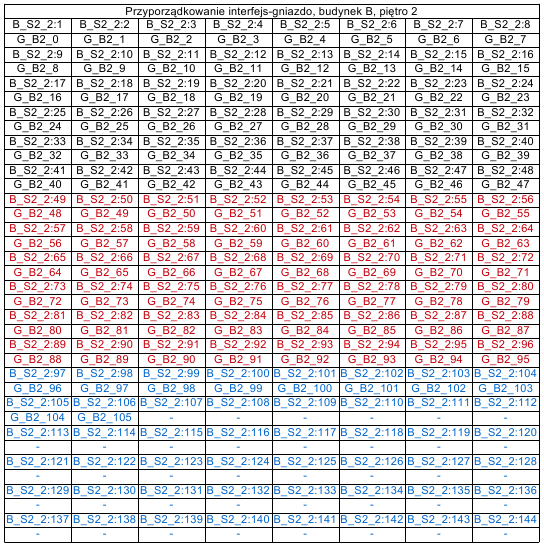 Przyporządkowanie interfejs-gniazdo, budynek B, piętro 2
B_S2_2:1 B_S2_2:2 B_S2_2:3 B_S2_2:4 B_S2_2:5 B_S2_2:6 B_S2_2:7 B_S2_2:8
G_B2_0 G_B2_1 G_B2_2 G_B2_3 G_B2_4 G_B2_5 G_B2_6 G_B2_7
B_S2_2:9 B_S2_2:10 B_S2_2:11 B_S2_2:12 B_S2_2:13 B_S2_2:14 B_S2_2:15 B_S2_2:16
G_B2_8 G_B2_9 G_B2_10 G_B2_11 G_B2_12 G_B2_13 G_B2_14 G_B2_15
B_S2_2:17 B_S2_2:18 B_S2_2:19 B_S2_2:20 B_S2_2:21 B_S2_2:22 B_S2_2:23 B_S2_2:24
G_B2_16 G_B2_17 G_B2_18 G_B2_19 G_B2_20 G_B2_21 G_B2_22 G_B2_23
B_S2_2:25 B_S2_2:26 B_S2_2:27 B_S2_2:28 B_S2_2:29 B_S2_2:30 B_S2_2:31 B_S2_2:32
G_B2_24 G_B2_25 G_B2_26 G_B2_27 G_B2_28 G_B2_29 G_B2_30 G_B2_31
B_S2_2:33 B_S2_2:34 B_S2_2:35 B_S2_2:36 B_S2_2:37 B_S2_2:38 B_S2_2:39 B_S2_2:40
G_B2_32 G_B2_33 G_B2_34 G_B2_35 G_B2_36 G_B2_37 G_B2_38 G_B2_39
B_S2_2:41 B_S2_2:42 B_S2_2:43 B_S2_2:44 B_S2_2:45 B_S2_2:46 B_S2_2:47 B_S2_2:48
G_B2_40 G_B2_41 G_B2_42 G_B2_43 G_B2_44 G_B2_45 G_B2_46 G_B2_47
B_S2_2:49 B_S2_2:50 B_S2_2:51 B_S2_2:52 B_S2_2:53 B_S2_2:54 B_S2_2:55 B_S2_2:56
G_B2_48 G_B2_49 G_B2_50 G_B2_51 G_B2_52 G_B2_53 G_B2_54 G_B2_55
B_S2_2:57 B_S2_2:58 B_S2_2:59 B_S2_2:60 B_S2_2:61 B_S2_2:62 B_S2_2:63 B_S2_2:64
G_B2_56 G_B2_57 G_B2_58 G_B2_59 G_B2_60 G_B2_61 G_B2_62 G_B2_63
B_S2_2:65 B_S2_2:66 B_S2_2:67 B_S2_2:68 B_S2_2:69 B_S2_2:70 B_S2_2:71 B_S2_2:72
G_B2_64 G_B2_65 G_B2_66 G_B2_67 G_B2_68 G_B2_69 G_B2_70 G_B2_71
B_S2_2:73 B_S2_2:74 B_S2_2:75 B_S2_2:76 B_S2_2:77 B_S2_2:78 B_S2_2:79 B_S2_2:80
G_B2_72 G_B2_73 G_B2_74 G_B2_75 G_B2_76 G_B2_77 G_B2_78 G_B2_79
B_S2_2:81 B_S2_2:82 B_S2_2:83 B_S2_2:84 B_S2_2:85 B_S2_2:86 B_S2_2:87 B_S2_2:88
G_B2_80 G_B2_81 G_B2_82 G_B2_83 G_B2_84 G_B2_85 G_B2_86 G_B2_87
B_S2_2:89 B_S2_2:90 B_S2_2:91 B_S2_2:92 B_S2_2:93 B_S2_2:94 B_S2_2:95 B_S2_2:96
G_B2_88 G_B2_89 G_B2_90 G_B2_91 G_B2_92 G_B2_93 G_B2_94 G_B2_95
B_S2_2:97 B_S2_2:98 B_S2_2:99 B_S2_2:100 B_S2_2:101 B_S2_2:102 B_S2_2:103 B_S2_2:104
G_B2_96 G_B2_97 G_B2_98 G_B2_99 G_B2_100 G_B2_101 G_B2_102 G_B2_103
B_S2_2:105 B_S2_2:106 B_S2_2:107 B_S2_2:108 B_S2_2:109 B_S2_2:110 B_S2_2:111 B_S2_2:112
G_B2_104 G_B2_105 - - - - - -
B_S2_2:113 B_S2_2:114 B_S2_2:115 B_S2_2:116 B_S2_2:117 B_S2_2:118 B_S2_2:119 B_S2_2:120
- - - - - - - -
B_S2_2:121 B_S2_2:122 B_S2_2:123 B_S2_2:124 B_S2_2:125 B_S2_2:126 B_S2_2:127 B_S2_2:128
- - - - - - - -
B_S2_2:129 B_S2_2:130 B_S2_2:131 B_S2_2:132 B_S2_2:133 B_S2_2:134 B_S2_2:135 B_S2_2:136
- - - - - - - -
B_S2_2:137 B_S2_2:138 B_S2_2:139 B_S2_2:140 B_S2_2:141 B_S2_2:142 B_S2_2:143 B_S2_2:144
- - - - - - - -